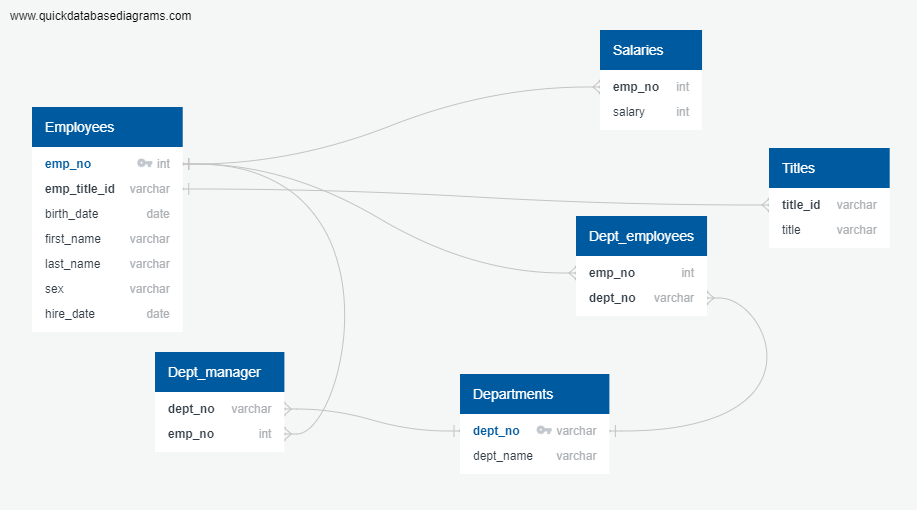 www.quickdatabasediagrams.com
Salaries
emp_no int
salary int
Employees
emp_no int
emp_title_id varchar
birth_date date
first_name varchar
last_name varchar
sex varchar
hire_date date
Titles
title_id varchar
title varchar
Dept_employees
emp_no int
dept_no varchar
Dept_manager
dept_no varchar
emp_no int
Departments
dept_no varchar
dept_name varchar